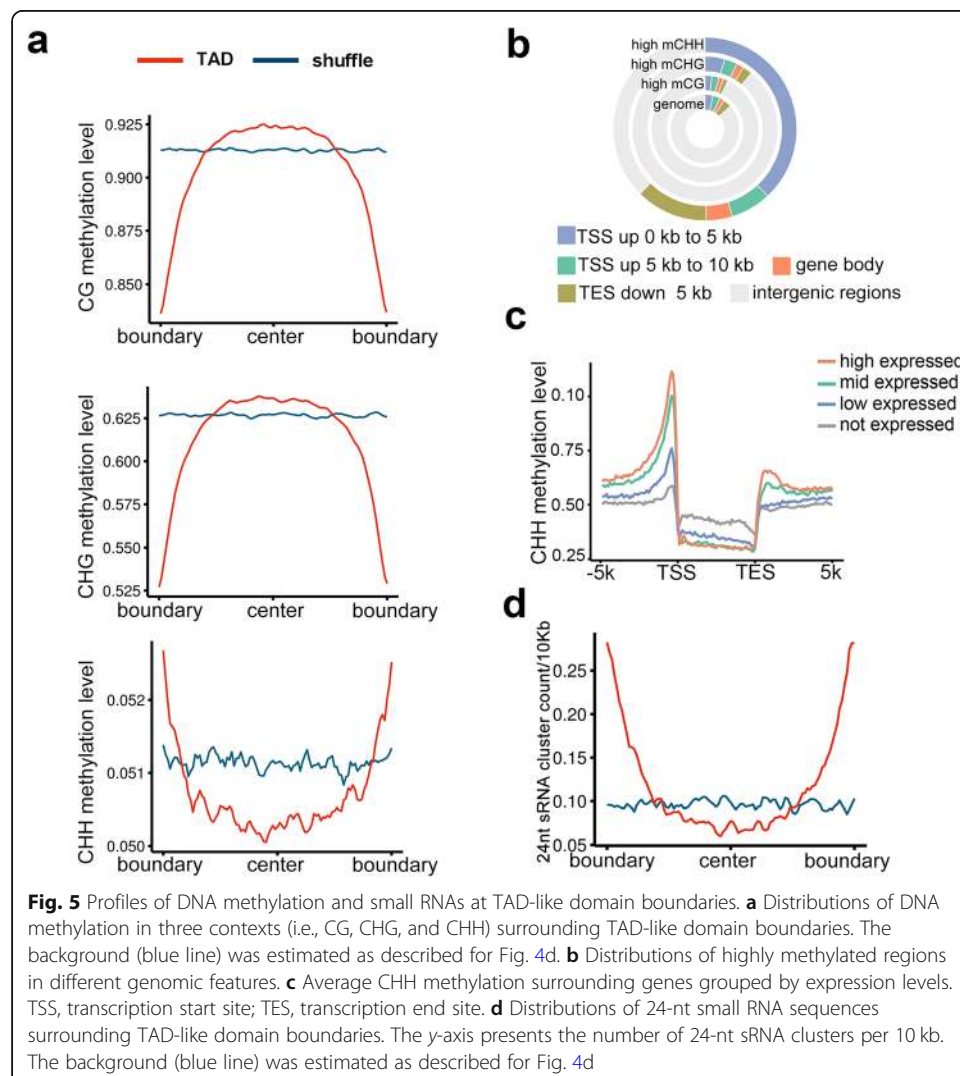 a
TAD
shuffle
CG methylation level
0.925
0.900
0.875
0.850
boundary center boundary
CHG methylation level
0.625
0.600
0.575
0.550
0.525
boundary center boundary
CHH methylation level
0.052
0.051
0.050
boundary center boundary
b
high mCHH
high mCHG
high mCG
genome
TSS up 0 kb to 5 kb
TSS up 5 kb to 10 kb gene body
TES down 5 kb intergenic regions
c
CHH methylation level
0.10
0.75
0.50
0.25
-5k TSS TES 5k
high expressed
mid expressed
low expressed
not expressed
d
24nt sRNA cluster count/10Kb
0.25
0.20
0.15
0.10
0.05
boundary center boundary
Fig. 5 Profiles of DNA methylation and small RNAs at TAD-like domain boundaries. a Distributions of DNA
methylation in three contexts (i.e., CG, CHG, and CHH) surrounding TAD-like domain boundaries. The
background (blue line) was estimated as described for Fig. 4d. b Distributions of highly methylated regions
in different genomic features. c Average CHH methylation surrounding genes grouped by expression levels.
TSS, transcription start site; TES, transcription end site. d Distributions of 24-nt small RNA sequences
surrounding TAD-like domain boundaries. The y-axis presents the number of 24-nt sRNA clusters per 10 kb.
The background (blue line) was estimated as described for Fig. 4d